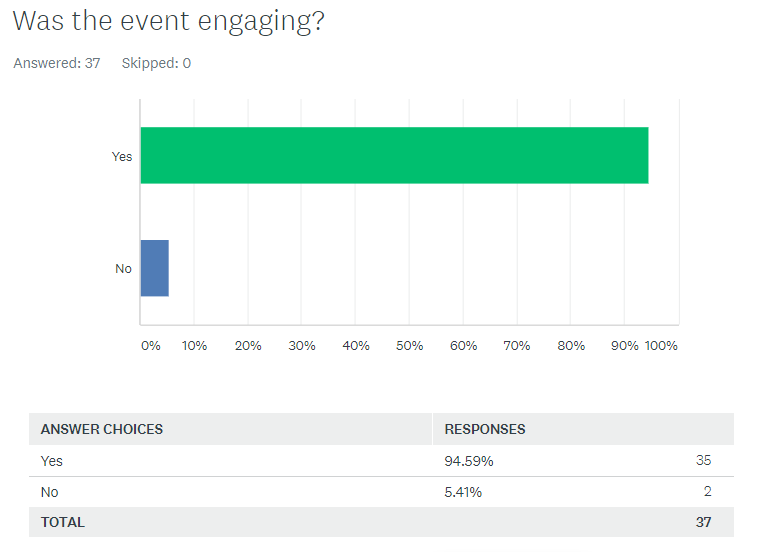 Was the event engaging?
Answered: 37 Skipped: 0
Yes
No
0% 10% 20% 30% 40% 50% 60% 70% 80% 90% 100%
ANSWER CHOICES RESPONSES
Yes 94.59% 35
No 5.41% 2
TOTAL 37